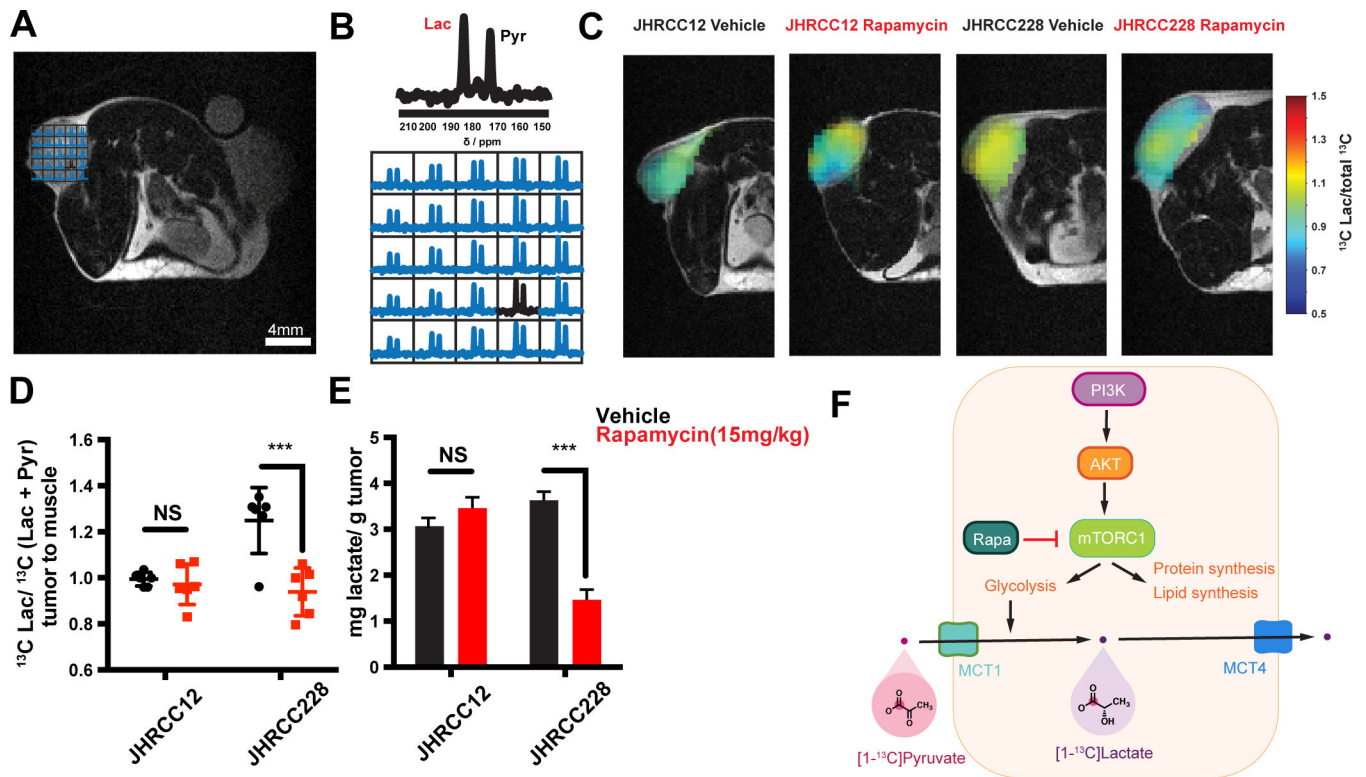 A
4mm
B
Lac
Pyr
210 200 190 180 170 160 150
δ / ppm
C
JHRCC12 Vehicle
JHRCC12 Rapamycin
JHRCC228 Vehicle
JHRCC228 Rapamycin
1.5
1.3
1.1
0.9
0.7
0.5
¹³C Lac/total ¹³C
D
¹³C Lac/ ¹³C (Lac + Pyr)
tumor to muscle
1.6
1.4
1.2
1.0
0.8
0.6
NS
***
JHRCC12
JHRCC228
E
Vehicle
Rapamycin(15mg/kg)
mg lactate/ g tumor
5
4
3
2
1
0
NS
***
JHRCC12
JHRCC228
F
PI3K
AKT
Rapa
mTORC1
Glycolysis
Protein synthesis
Lipid synthesis
MCT1
MCT4
O
O
CH₃
O
O
O
CH₃
OH
[1-¹³C]Pyruvate
[1-¹³C]Lactate